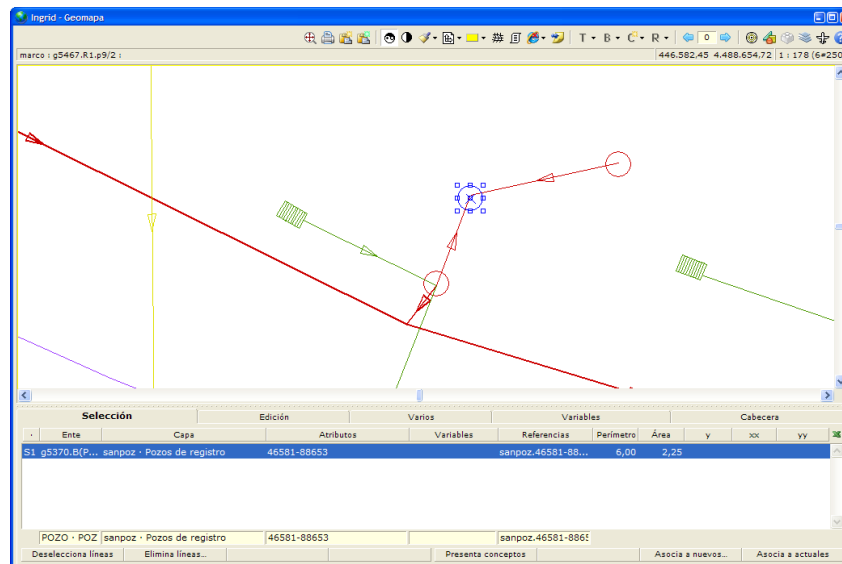 Ingrid - Geomapa
T B C R 0
marco : g5467.R1.p9/2 : 446.582,45 4.488.654,72 1 : 178 (6#250
Selección Edición Varios Variables Cabecera
Ente Capa Atributos Variables Referencias Perímetro Área y xx yy
S1 g5370.B(P... sanpoz · Pozos de registro 46581-88653 sanpoz.46581-88... 6,00 2,25
POZO · POZ sanpoz · Pozos de registro 46581-88653 sanpoz.46581-8865
Deselecciona líneas Elimina líneas... Presenta conceptos Asocia a nuevos... Asocia a actuales